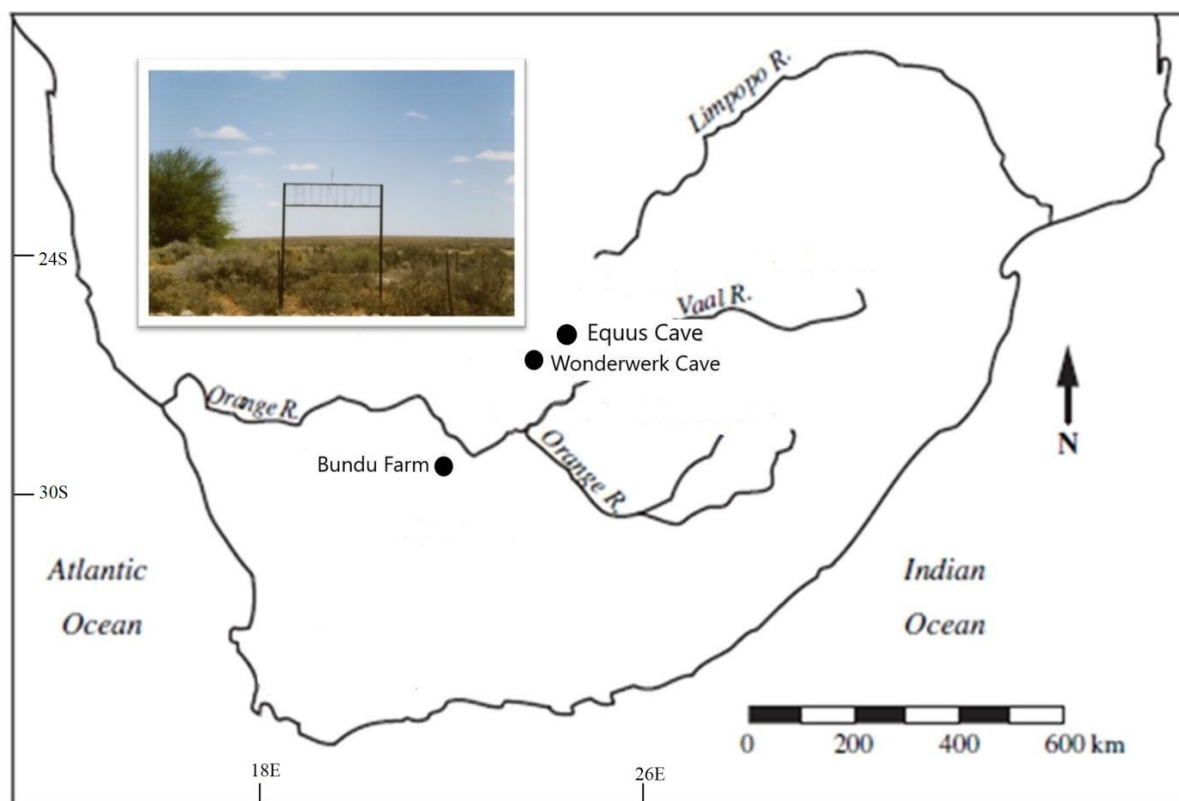 Limpopo R.
BUNDU
24S
Vaal R.
Equus Cave
Wonderwerk Cave
Orange R.
Orange R.
Bundu Farm
N
30S
Atlantic
Ocean
Indian
Ocean
0 200 400 600 km
18E
26E